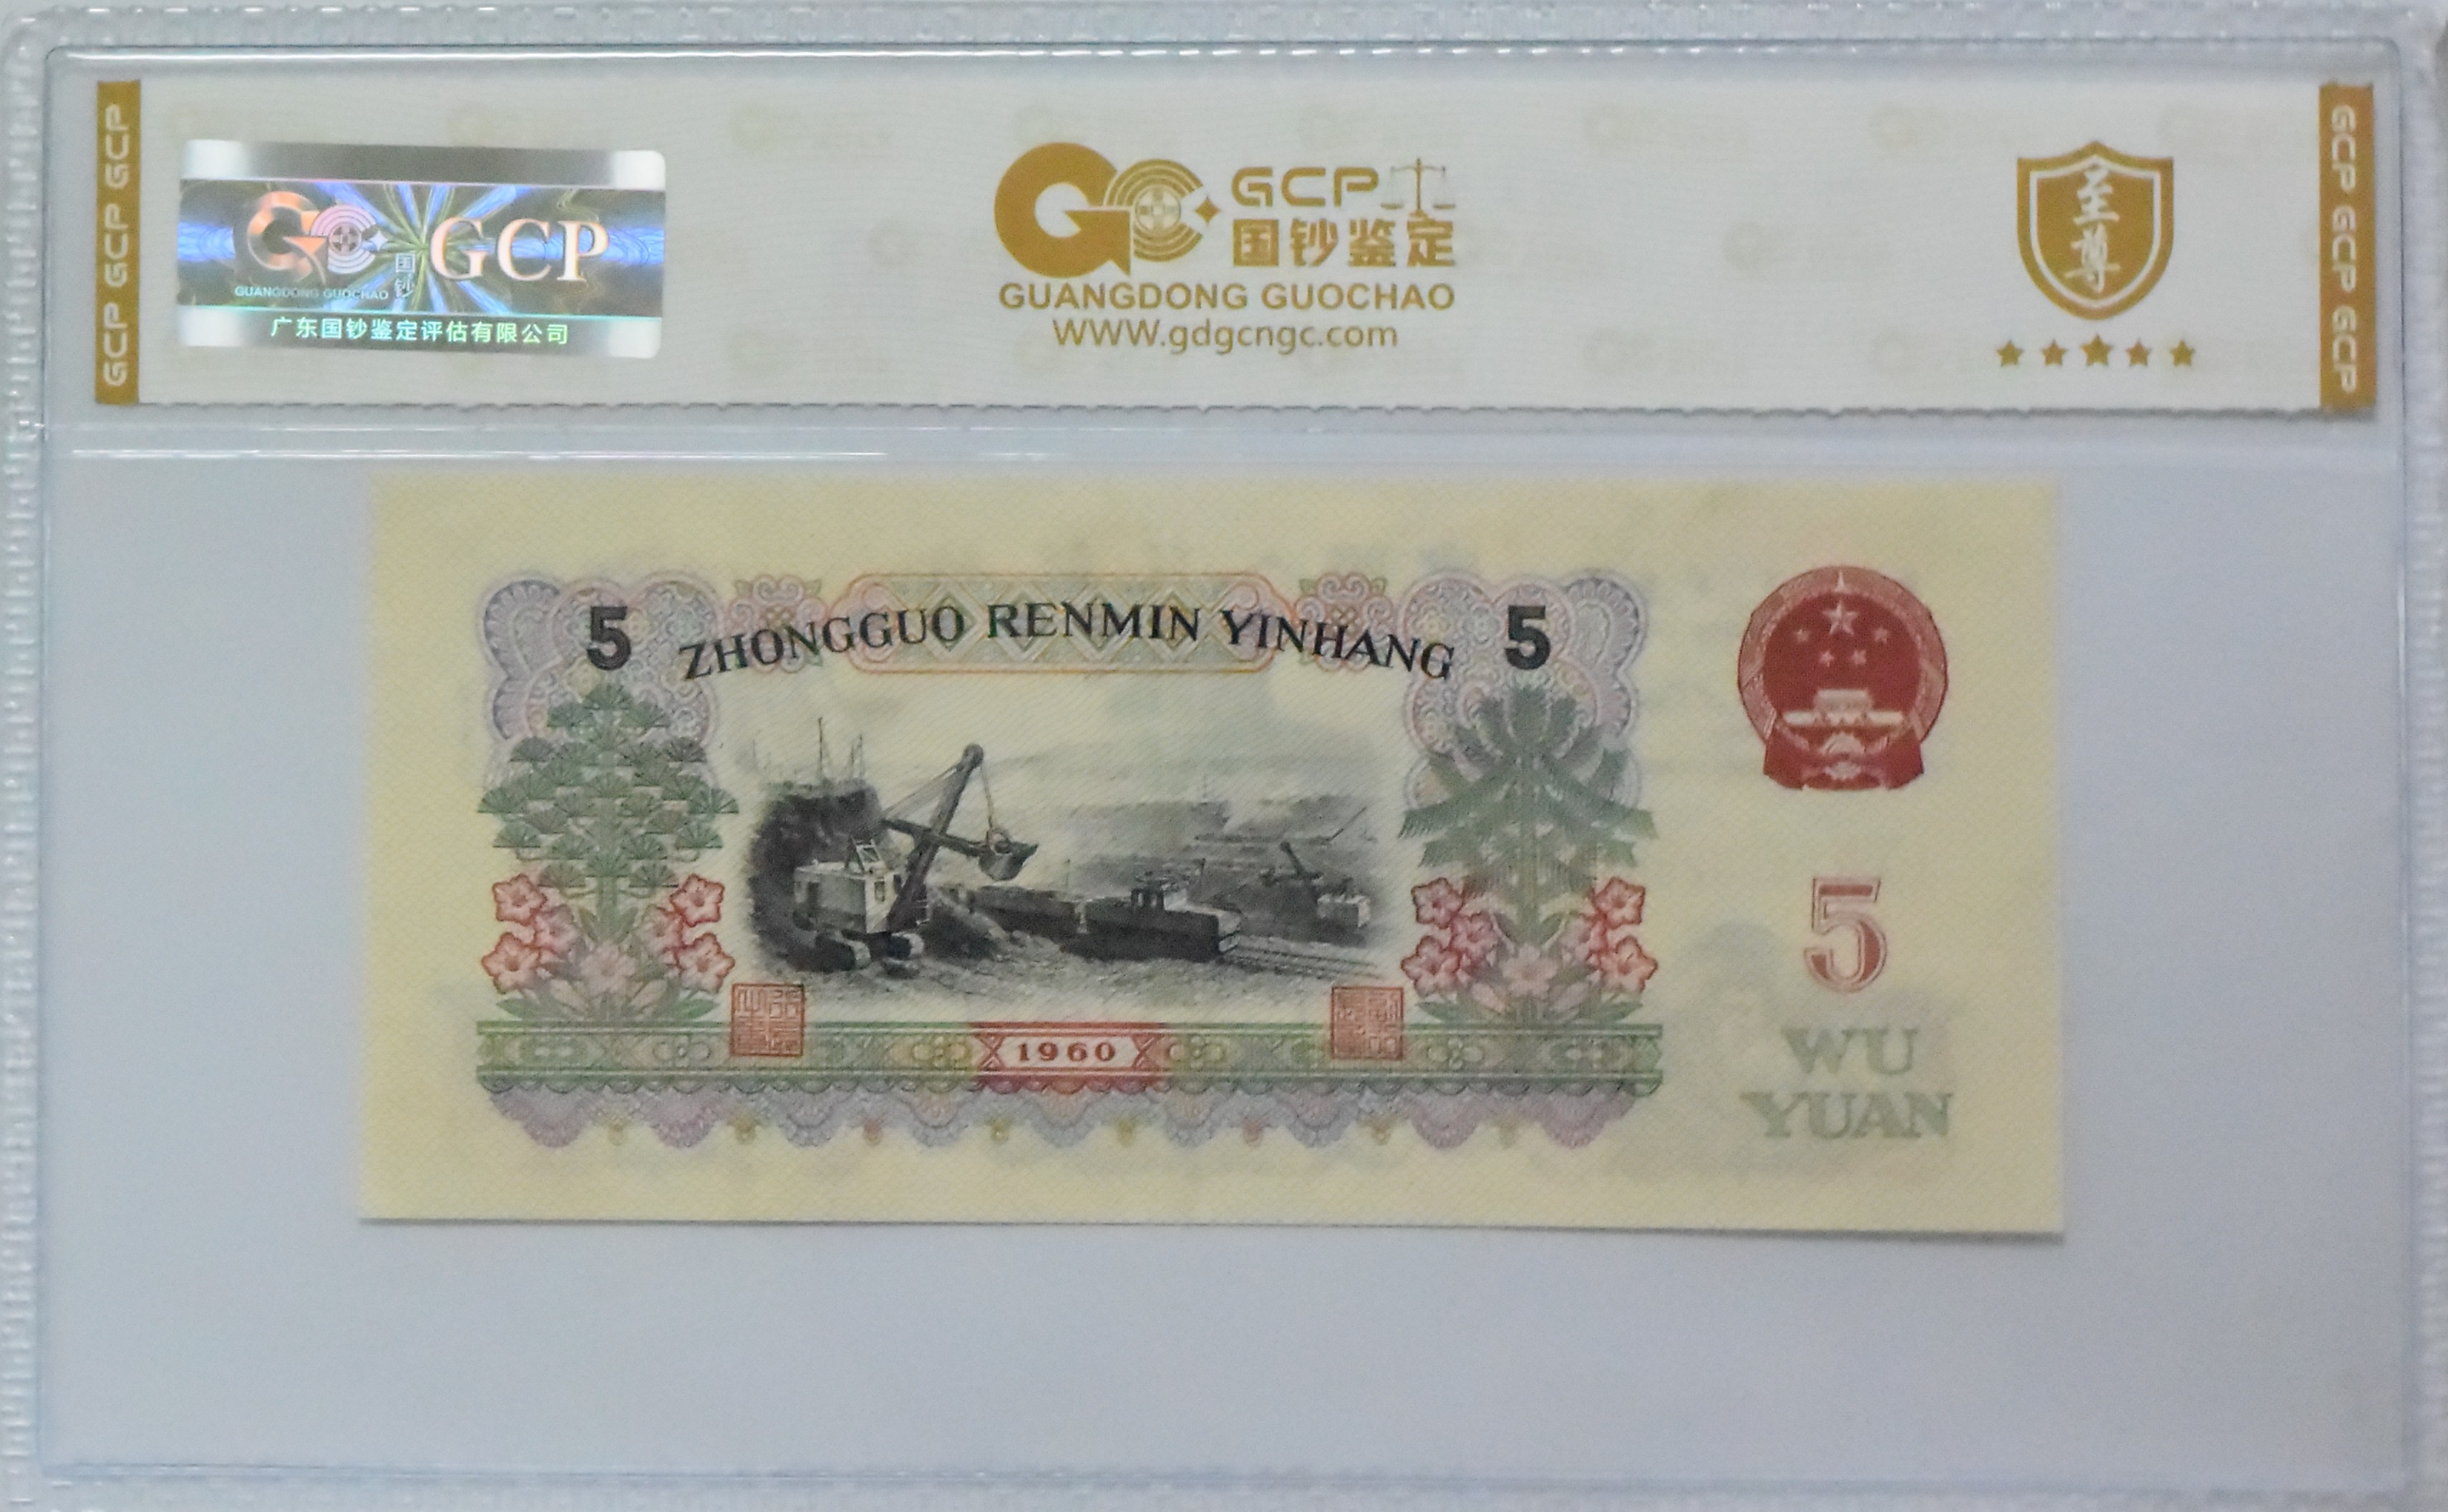 GCP GCP GCP
GUANGDONG GUOCHAO
国钞
GCP
广东国钞鉴定评估有限公司
GCP
国钞鉴定
GUANGDONG GUOCHAO
WWW.gdgcngc.com
至尊
GCP GCP GCP
5 ZHONGGUO RENMIN YINHANG 5
5
1960
WU
YUAN